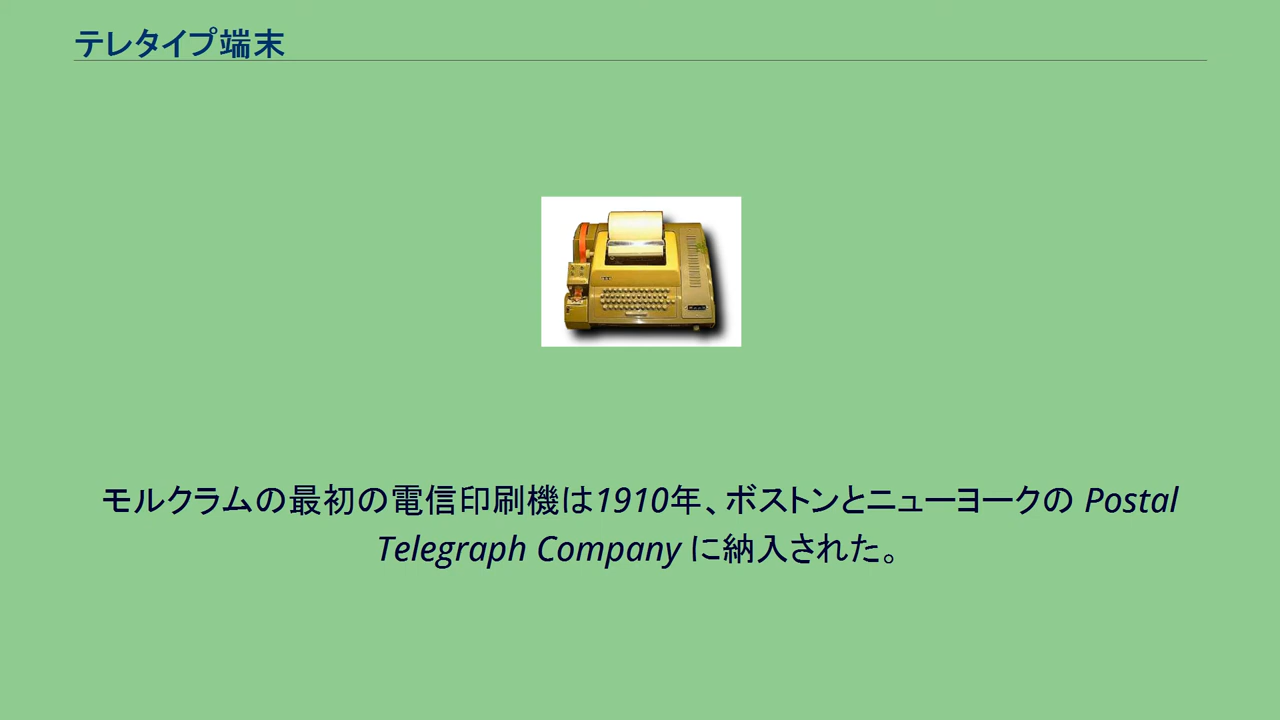 テレタイプ端末
モルクラムの最初の電信印刷機は1910年、ボストンとニューヨークの Postal
Telegraph Company に納入された。